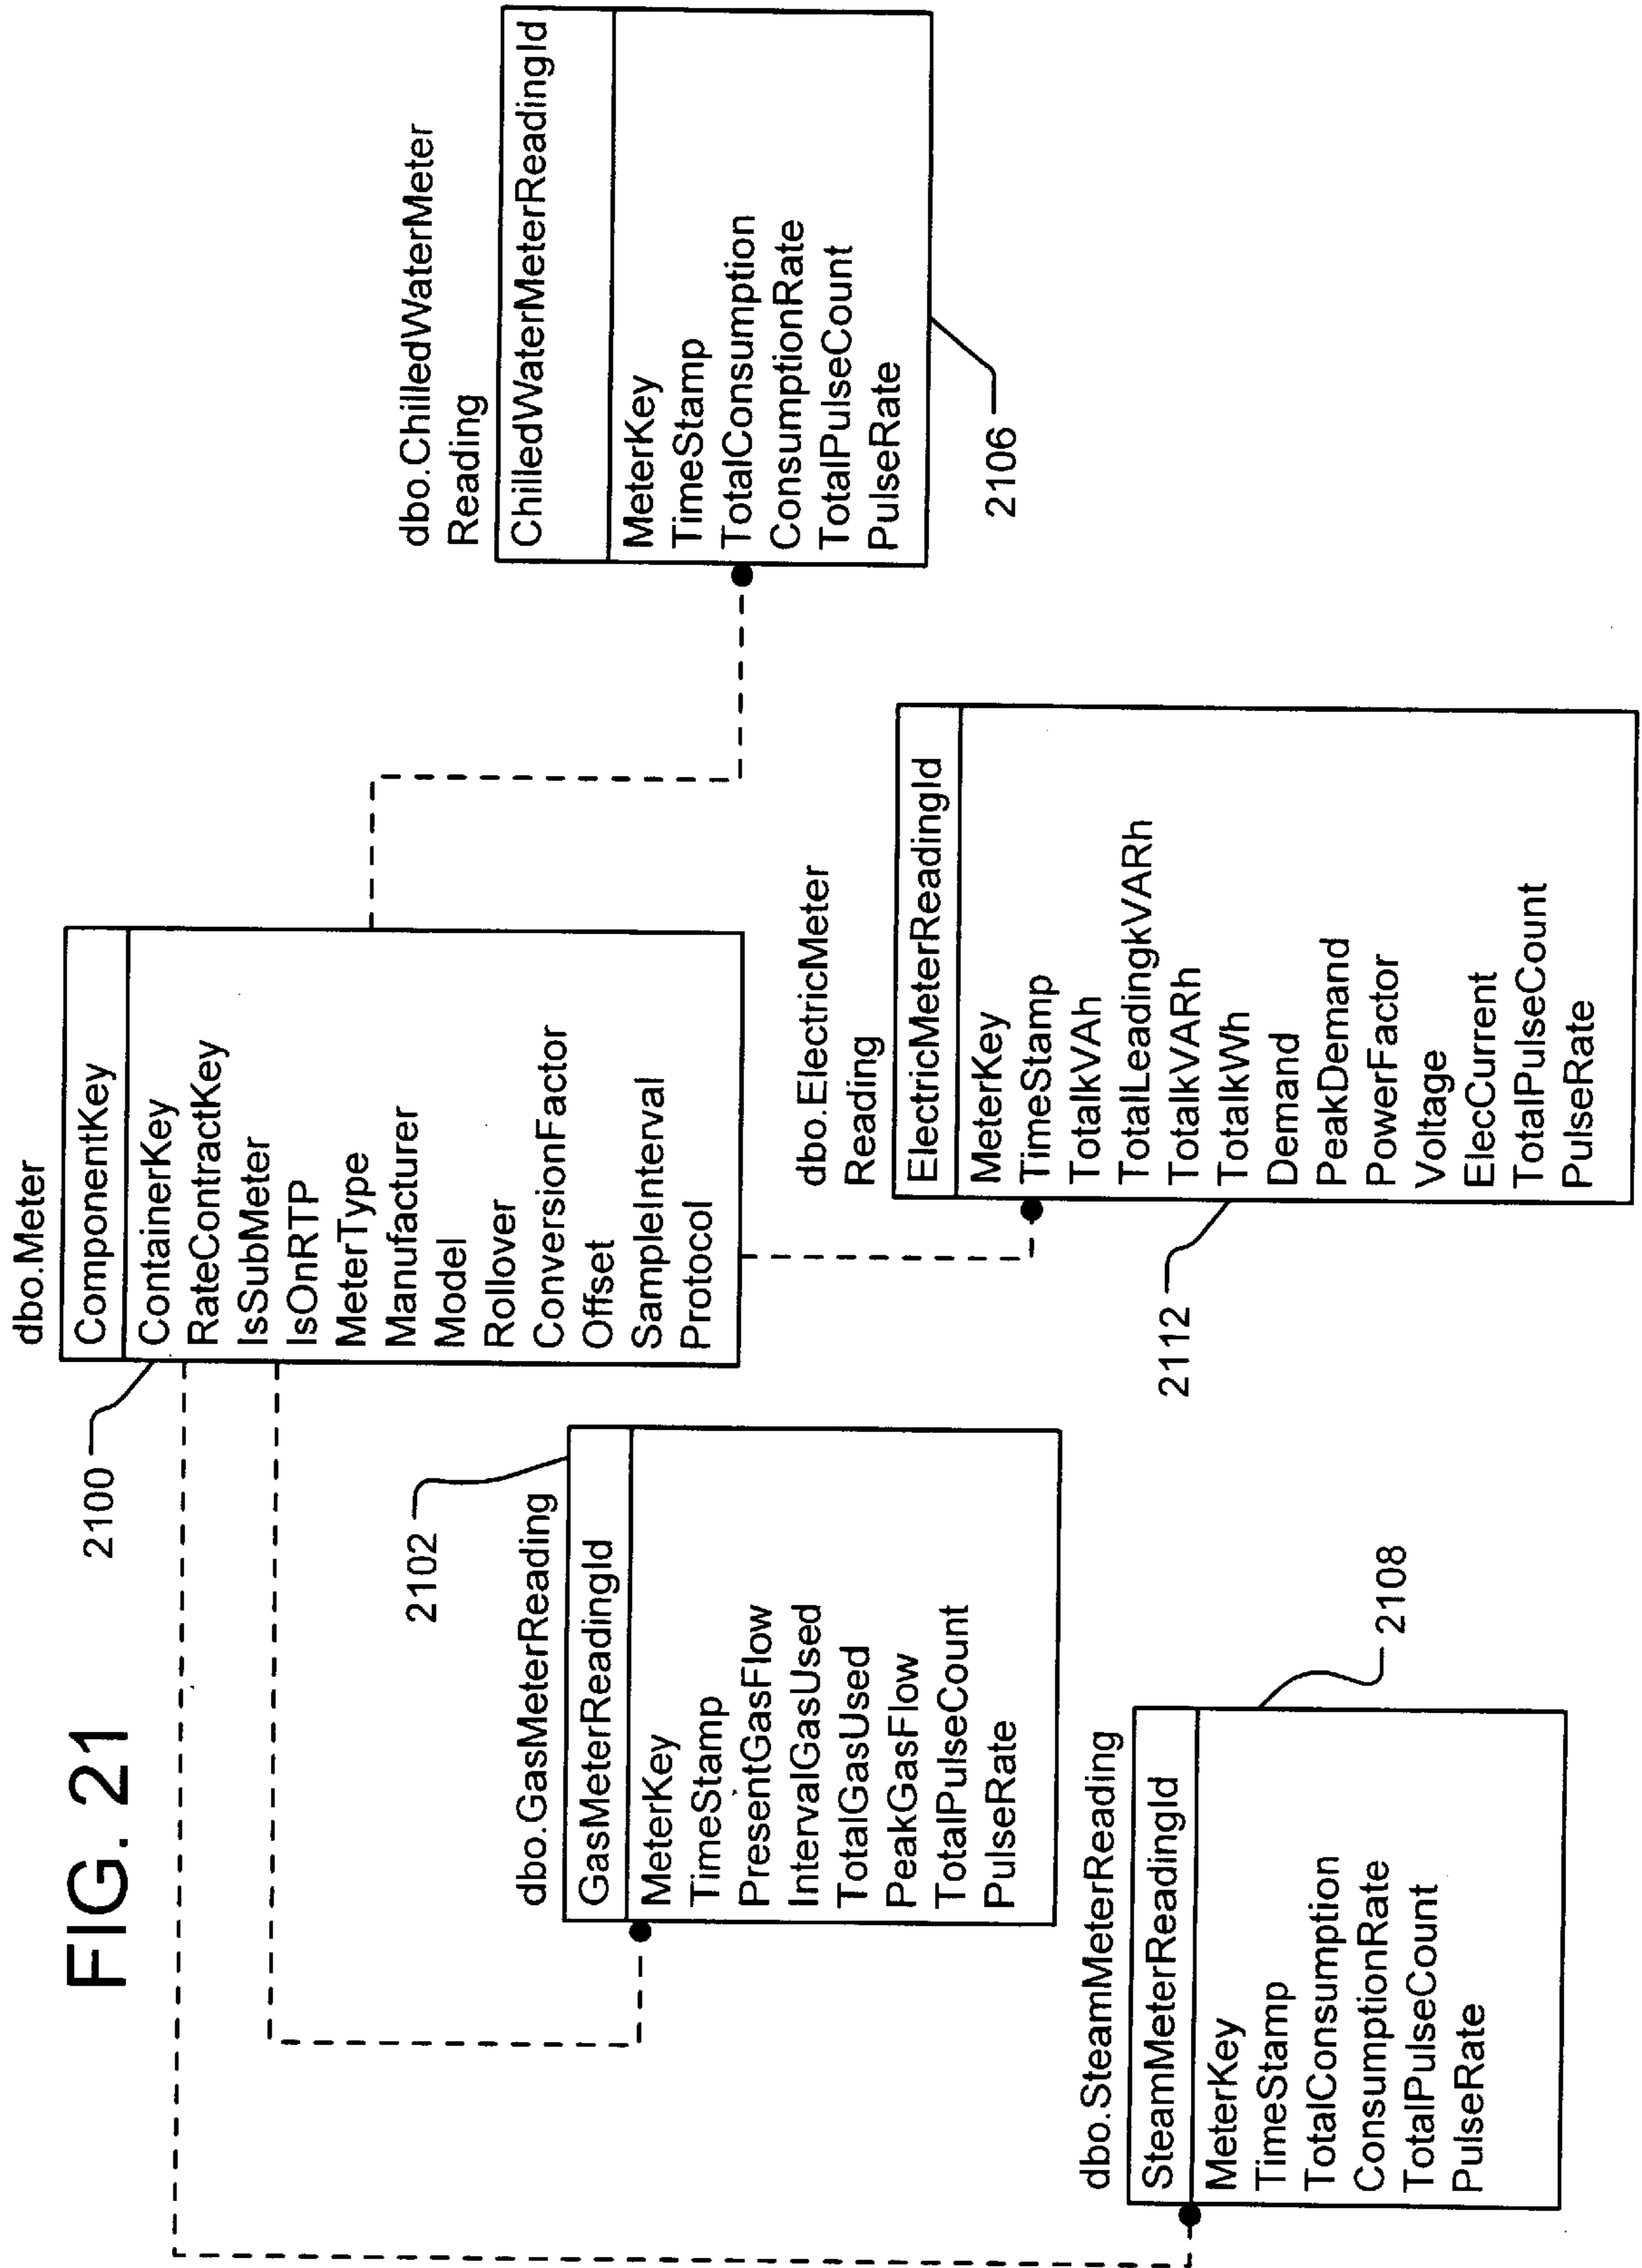 FIG. 21
dbo.Meter
ComponentKey
ContainerKey
RateContractKey
IsSubMeter
IsOnRTP
MeterType
Manufacturer
Model
Rollover
ConversionFactor
Offset
SampleInterval
Protocol
2100
2102
dbo.GasMeterReading
GasMeterReadingId
MeterKey
TimeStamp
PresentGasFlow
IntervalGasUsed
TotalGasUsed
PeakGasFlow
TotalPulseCount
PulseRate
dbo.ChilledWaterMeter
Reading
ChilledWaterMeterReadingId
MeterKey
TimeStamp
TotalConsumption
ConsumptionRate
TotalPulseCount
PulseRate
2106
dbo.SteamMeterReading
SteamMeterReadingId
MeterKey
TimeStamp
TotalConsumption
ConsumptionRate
TotalPulseCount
PulseRate
2108
dbo.ElectricMeter
Reading
ElectricMeterReadingId
MeterKey
TimeStamp
TotalkVAh
TotalLeadingkVARh
TotalkVARh
TotalkWh
Demand
PeakDemand
PowerFactor
Voltage
ElecCurrent
TotalPulseCount
PulseRate
2112